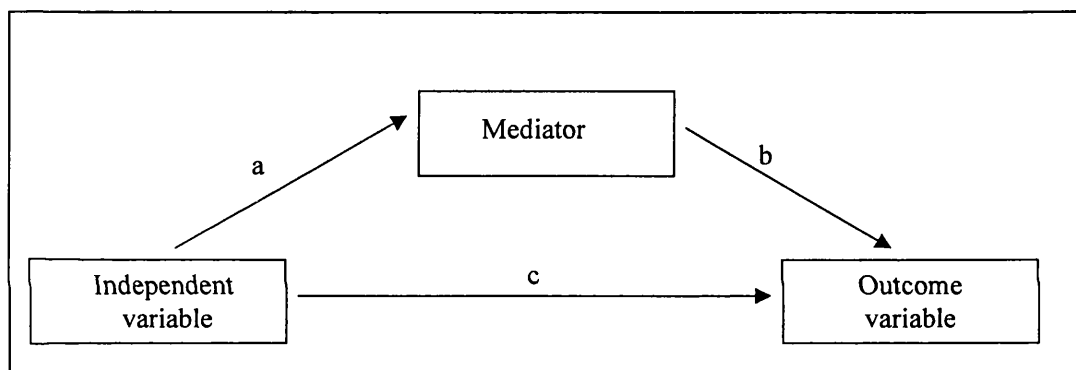 Mediator
a
b
c
Independent
variable
Outcome
variable